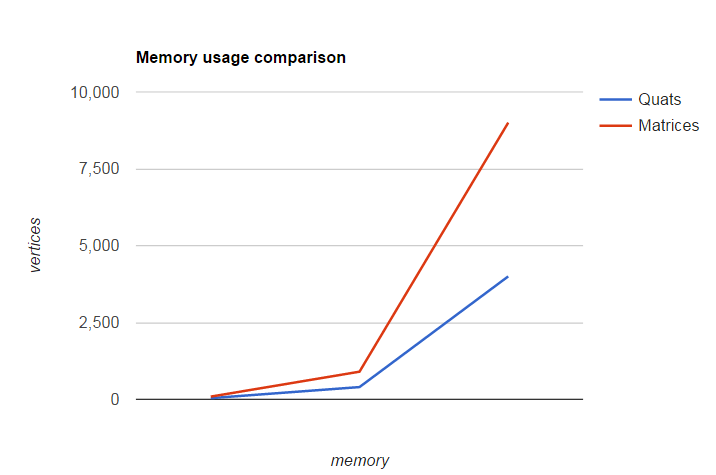 Memory usage comparison
10,000
7,500
5,000
2,500
0
vertices
memory
Quats
Matrices